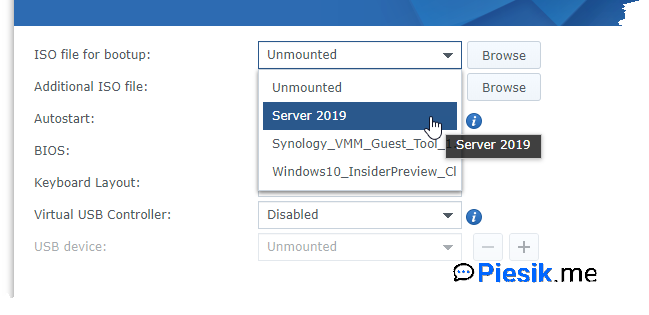 ISO file for bootup: Unmounted Browse
Unmounted
Additional ISO file: Browse
Server 2019
Autostart: i
Synology_VMM_Guest_Tool_1
Server 2019
BIOS:
Windows10_InsiderPreview_Cl
Keyboard Layout:
Virtual USB Controller: Disabled i
USB device: Unmounted − +
Piesik.me